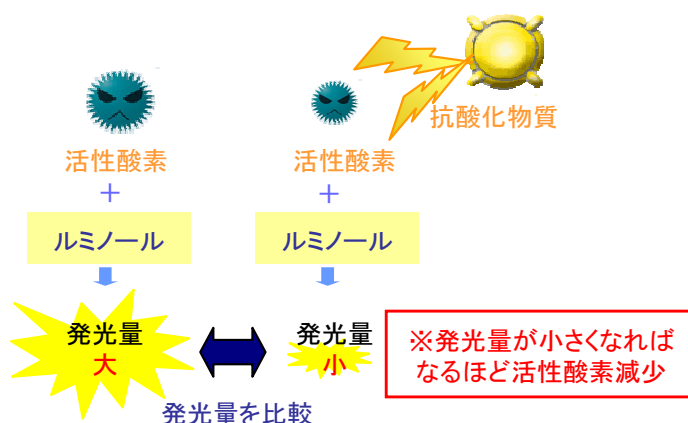 抗酸化物質
活性酸素
活性酸素
＋
＋
ルミノール
ルミノール
発光量
大
発光量
小
※発光量が小さくなれば
なるほど活性酸素減少
発光量を比較